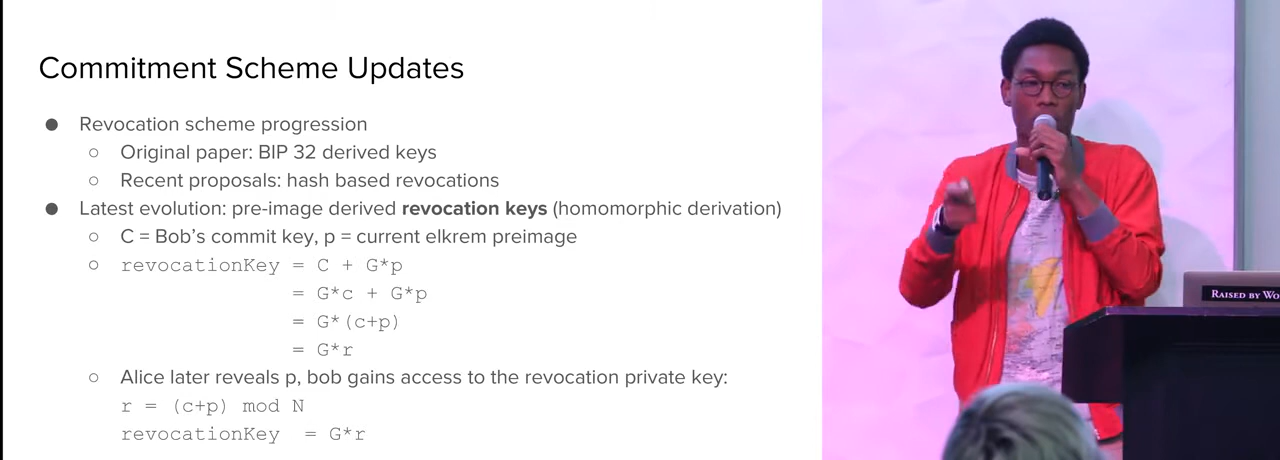 Commitment Scheme Updates
● Revocation scheme progression
○ Original paper: BIP 32 derived keys
○ Recent proposals: hash based revocations
● Latest evolution: pre-image derived revocation keys (homomorphic derivation)
○ C = Bob's commit key, p = current elkrem preimage
○ revocationKey = C + G*p
= G*c + G*p
= G*(c+p)
= G*r
○ Alice later reveals p, bob gains access to the revocation private key:
r = (c+p) mod N
revocationKey = G*r
RAISED BY